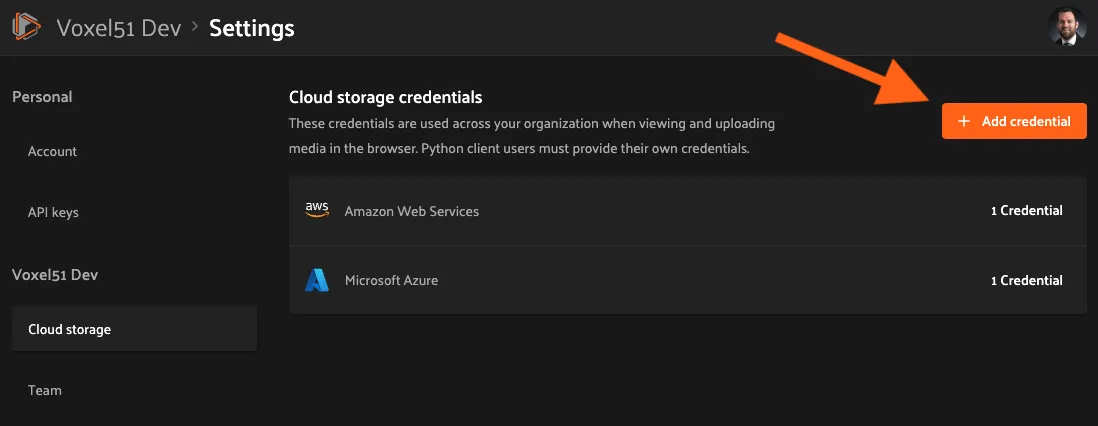 Voxel51 Dev > Settings
Personal
Account
API keys
Voxel51 Dev
Cloud storage
Team
Cloud storage credentials
These credentials are used across your organization when viewing and uploading
media in the browser. Python client users must provide their own credentials.
+ Add credential
aws Amazon Web Services 1 Credential
Microsoft Azure 1 Credential